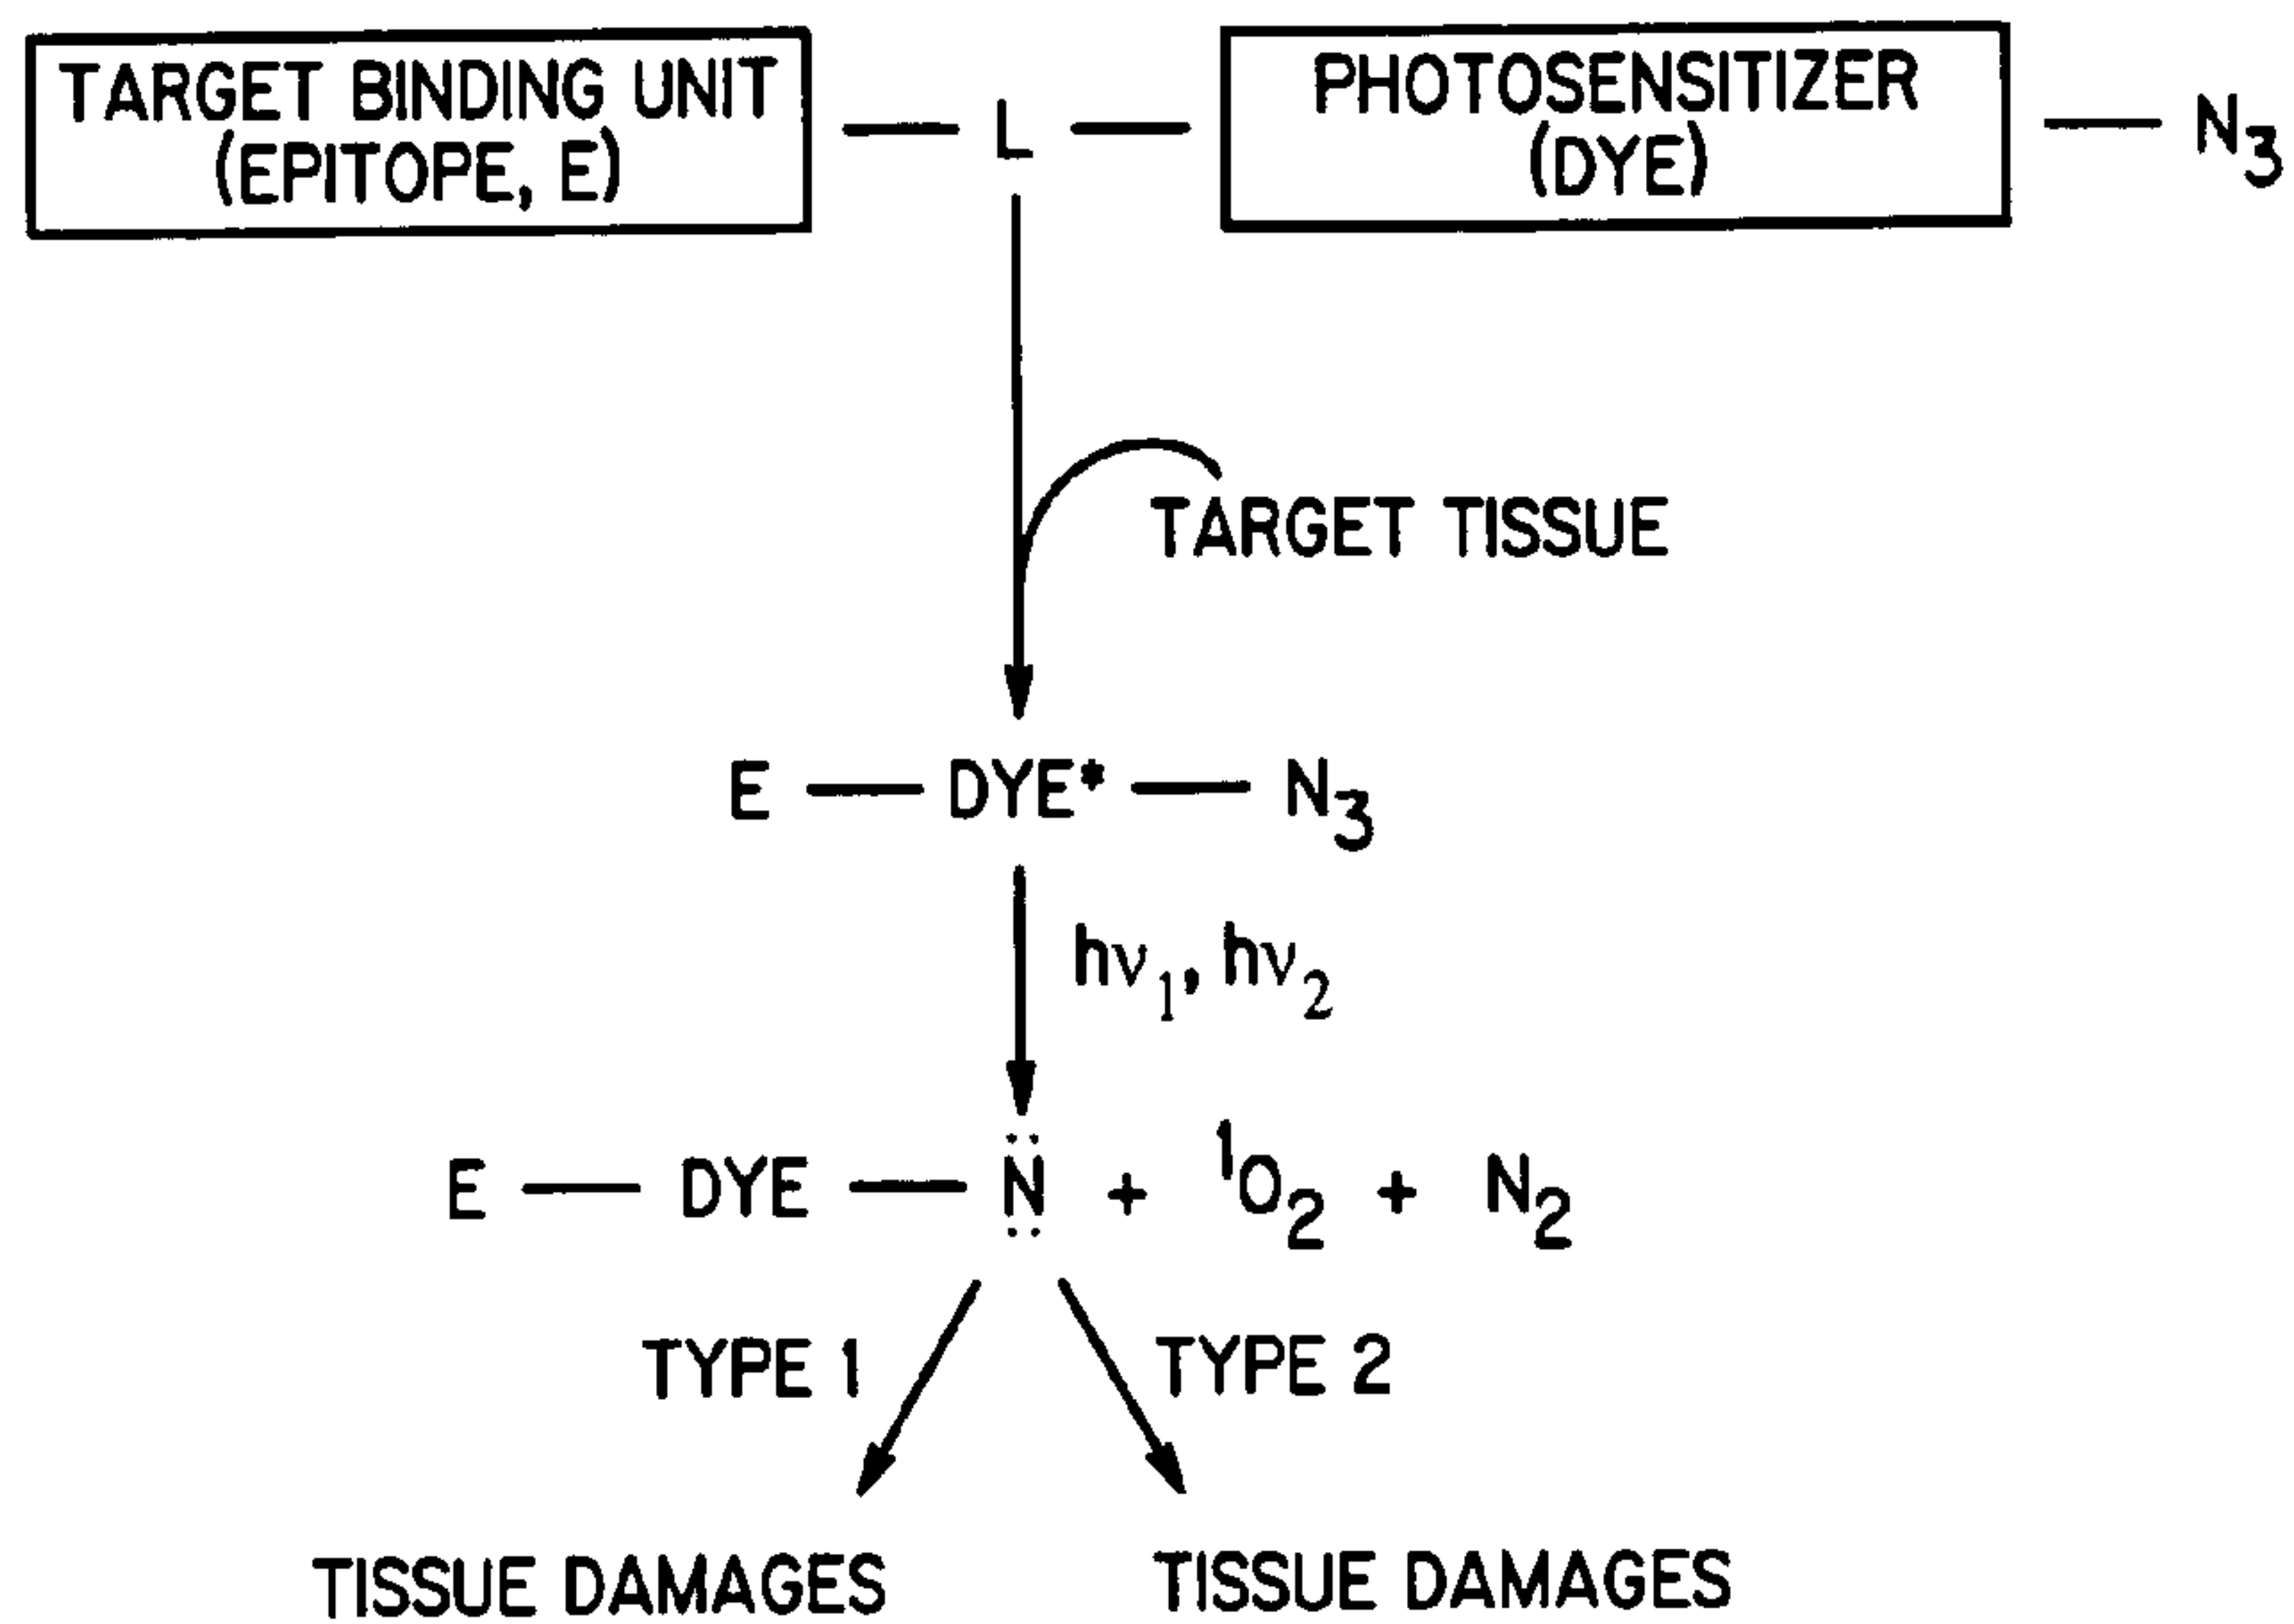 TARGET BINDING UNIT
(EPITOPE, E)
— L —
PHOTOSENSITIZER
(DYE)
— N3
TARGET TISSUE
E — DYE* — N3
hν1, hν2
E — DYE — N̈ + 1O2 + N2
TYPE 1
TYPE 2
TISSUE DAMAGES
TISSUE DAMAGES